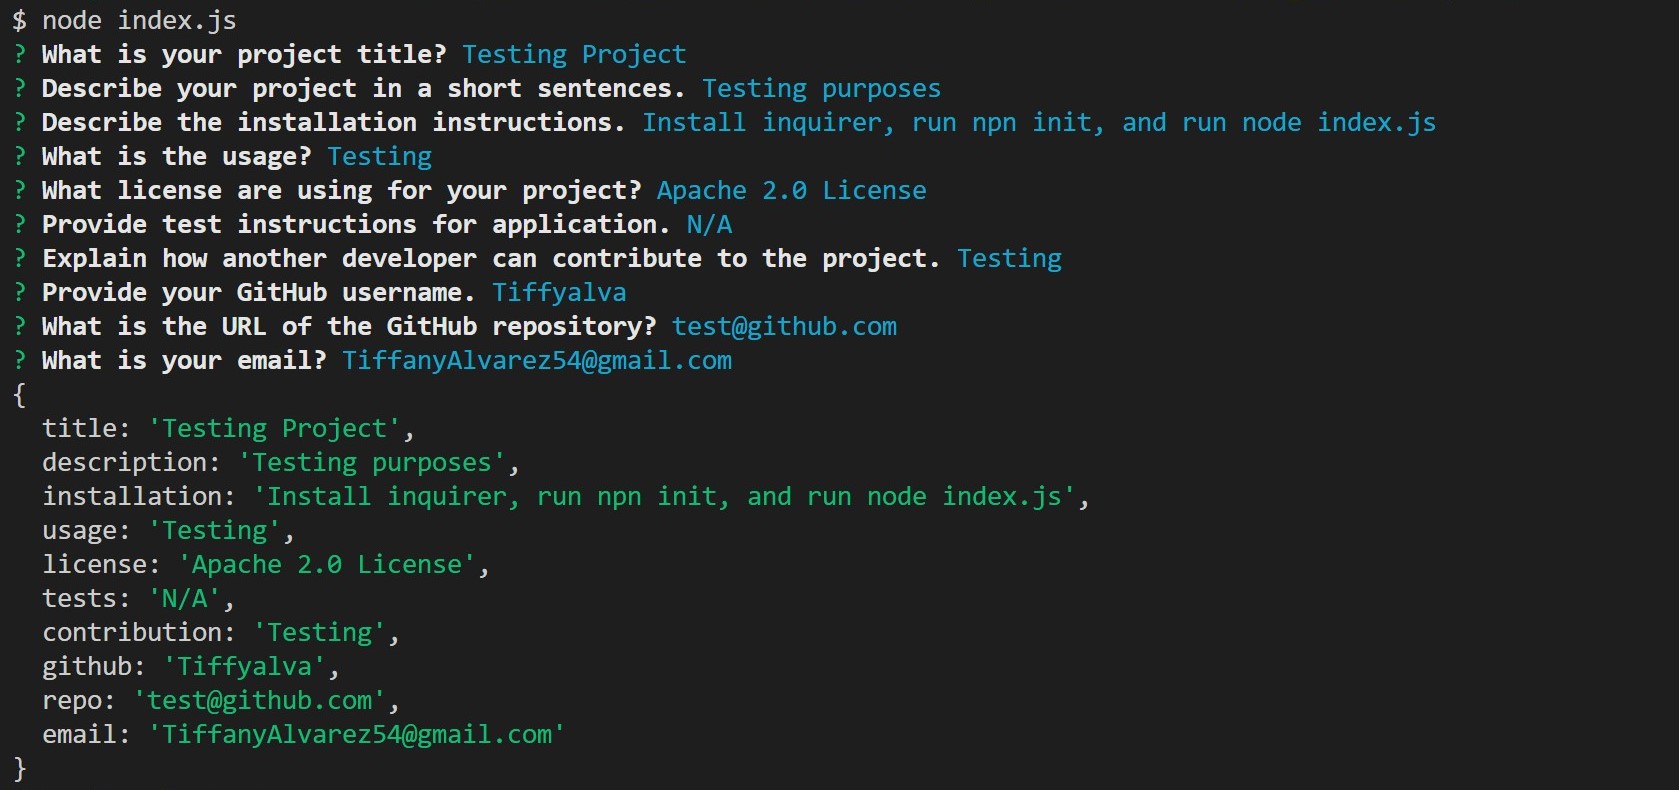 $ node index.js
? What is your project title? Testing Project
? Describe your project in a short sentences. Testing purposes
? Describe the installation instructions. Install inquirer, run npn init, and run node index.js
? What is the usage? Testing
? What license are using for your project? Apache 2.0 License
? Provide test instructions for application. N/A
? Explain how another developer can contribute to the project. Testing
? Provide your GitHub username. Tiffyalva
? What is the URL of the GitHub repository? test@github.com
? What is your email? TiffanyAlvarez54@gmail.com
{
  title: 'Testing Project',
  description: 'Testing purposes',
  installation: 'Install inquirer, run npn init, and run node index.js',
  usage: 'Testing',
  license: 'Apache 2.0 License',
  tests: 'N/A',
  contribution: 'Testing',
  github: 'Tiffyalva',
  repo: 'test@github.com',
  email: 'TiffanyAlvarez54@gmail.com'
}